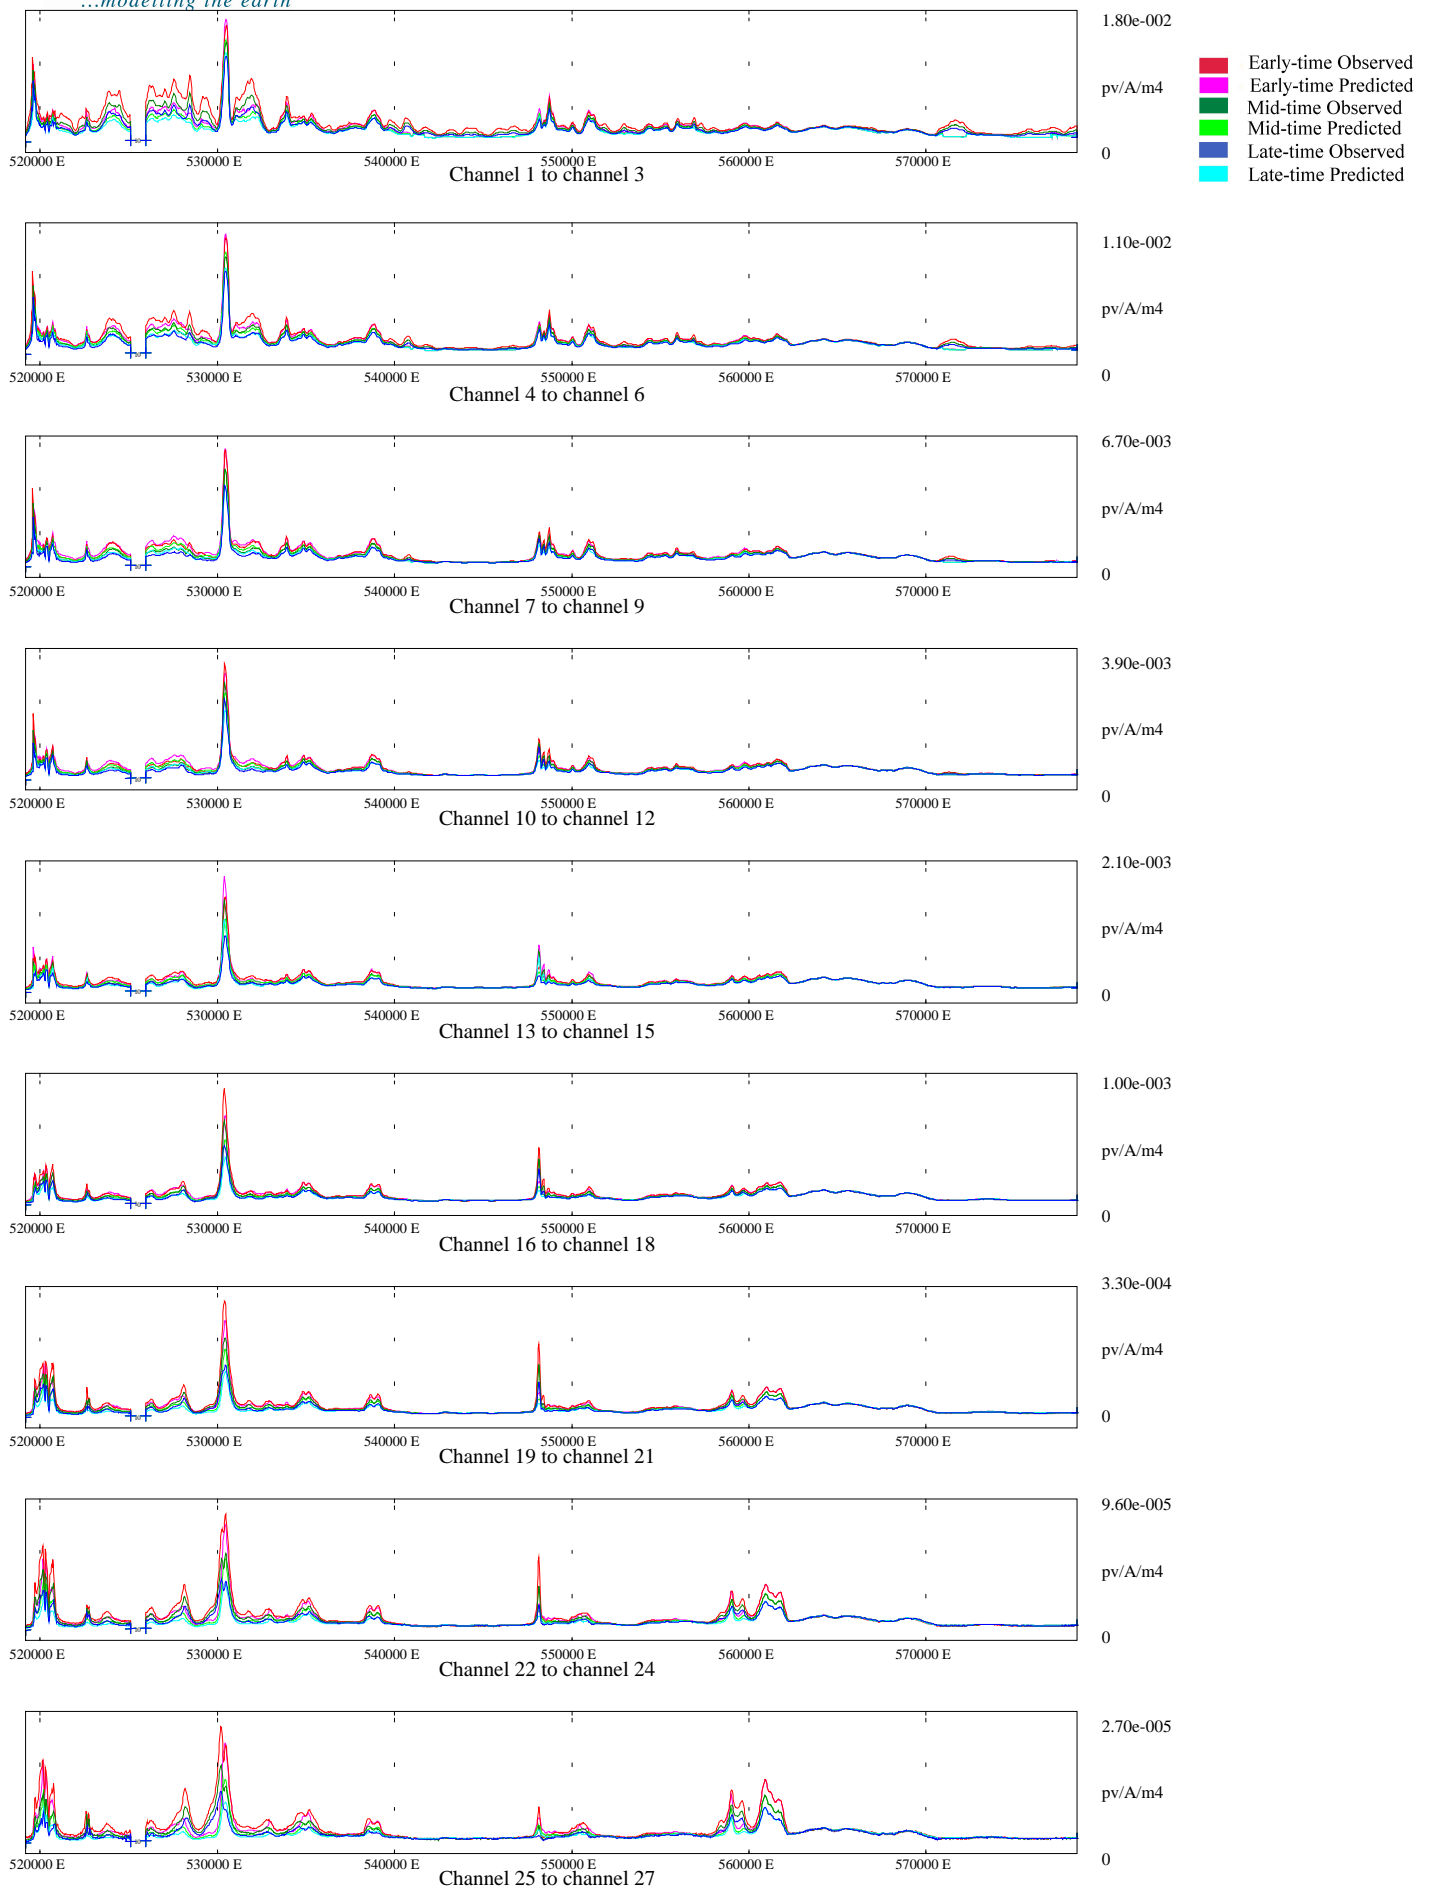 ...modelling the earth
1.80e-002
pv/A/m4
0
Early-time Observed
Early-time Predicted
Mid-time Observed
Mid-time Predicted
Late-time Observed
Late-time Predicted
520000 E 530000 E 540000 E 550000 E 560000 E 570000 E
Channel 1 to channel 3
1.10e-002
pv/A/m4
0
520000 E 530000 E 540000 E 550000 E 560000 E 570000 E
Channel 4 to channel 6
6.70e-003
pv/A/m4
0
520000 E 530000 E 540000 E 550000 E 560000 E 570000 E
Channel 7 to channel 9
3.90e-003
pv/A/m4
0
520000 E 530000 E 540000 E 550000 E 560000 E 570000 E
Channel 10 to channel 12
2.10e-003
pv/A/m4
0
520000 E 530000 E 540000 E 550000 E 560000 E 570000 E
Channel 13 to channel 15
1.00e-003
pv/A/m4
0
520000 E 530000 E 540000 E 550000 E 560000 E 570000 E
Channel 16 to channel 18
3.30e-004
pv/A/m4
0
520000 E 530000 E 540000 E 550000 E 560000 E 570000 E
Channel 19 to channel 21
9.60e-005
pv/A/m4
0
520000 E 530000 E 540000 E 550000 E 560000 E 570000 E
Channel 22 to channel 24
2.70e-005
pv/A/m4
0
520000 E 530000 E 540000 E 550000 E 560000 E 570000 E
Channel 25 to channel 27